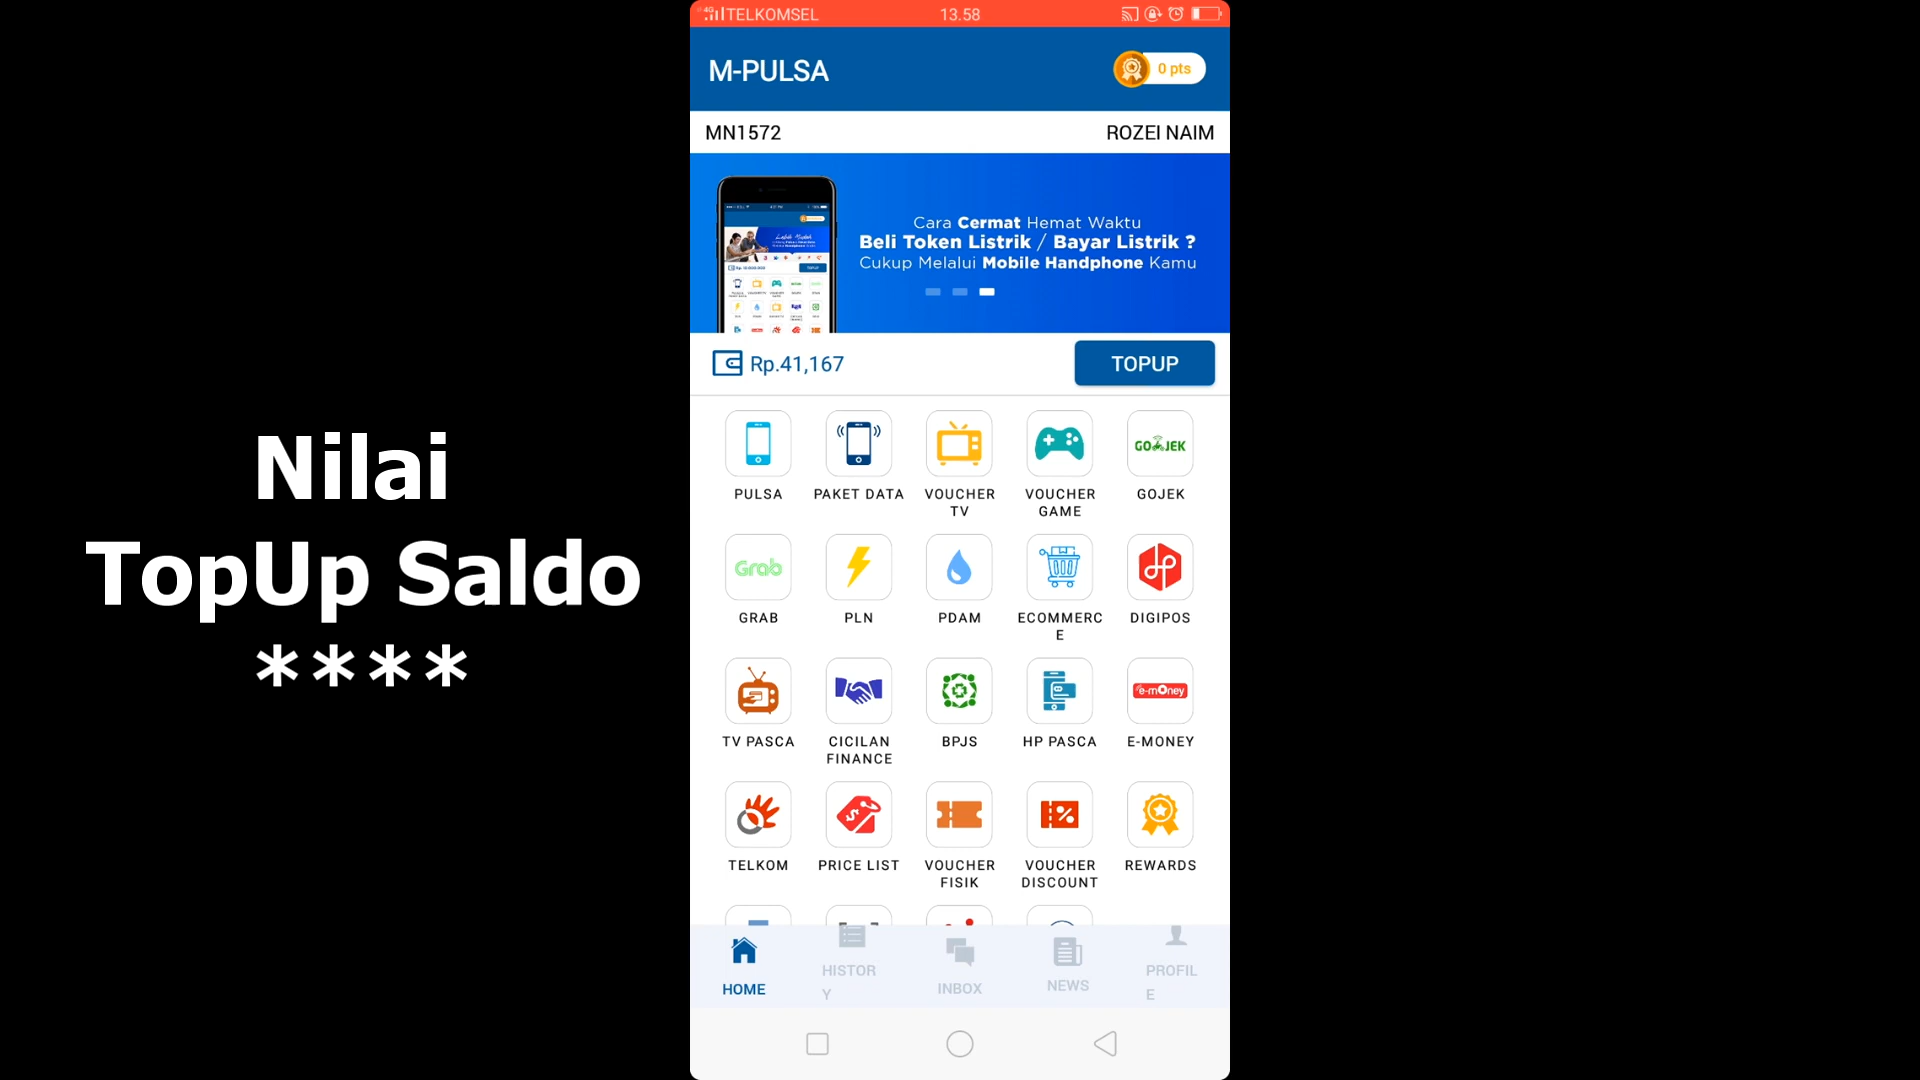 Nilai
TopUp Saldo
****
4G TELKOMSEL 13.58
M-PULSA
0 pts
MN1572 ROZEI NAIM
Cara Cermat Hemat Waktu
Beli Token Listrik / Bayar Listrik ?
Cukup Melalui Mobile Handphone Kamu
Rp.41,167 TOPUP
GOJEK
PULSA PAKET DATA VOUCHER TV VOUCHER GAME GOJEK
Grab
GRAB PLN PDAM ECOMMERC
E DIGIPOS
e-mOney
TV PASCA CICILAN FINANCE BPJS HP PASCA E-MONEY
TELKOM PRICE LIST VOUCHER FISIK VOUCHER DISCOUNT REWARDS
HOME HISTOR
Y INBOX NEWS PROFIL
E